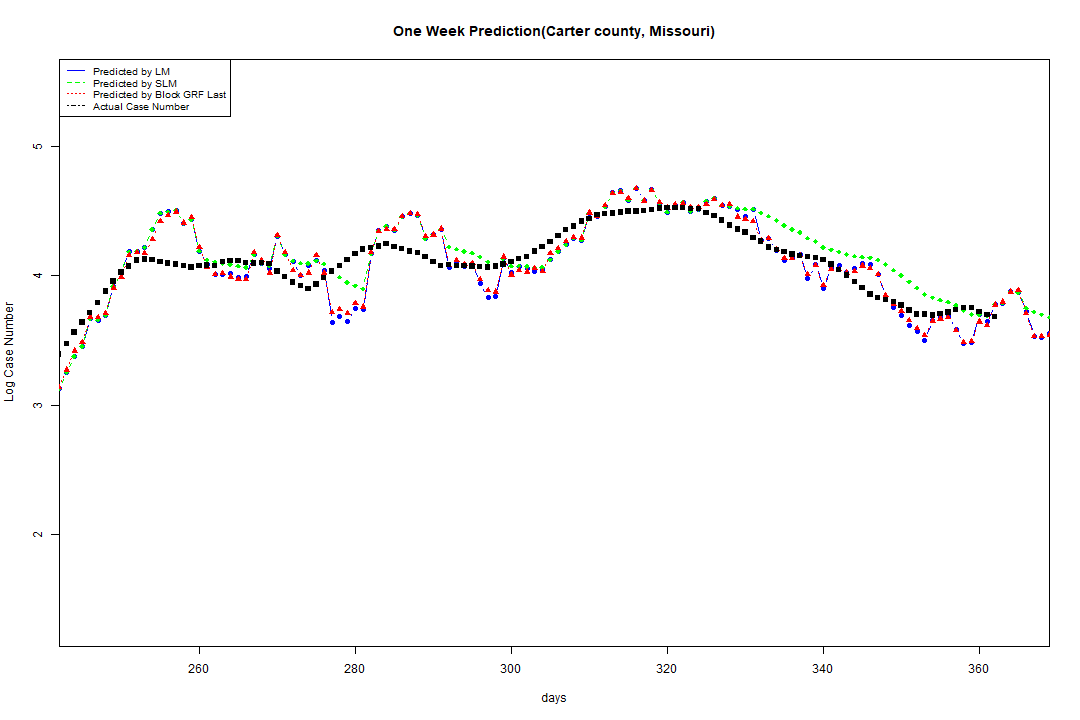 One Week Prediction(Carter county, Missouri)
Predicted by LM
Predicted by SLM
Predicted by Block GRF Last
Actual Case Number
5
4
3
2
Log Case Number
260 280 300 320 340 360
days